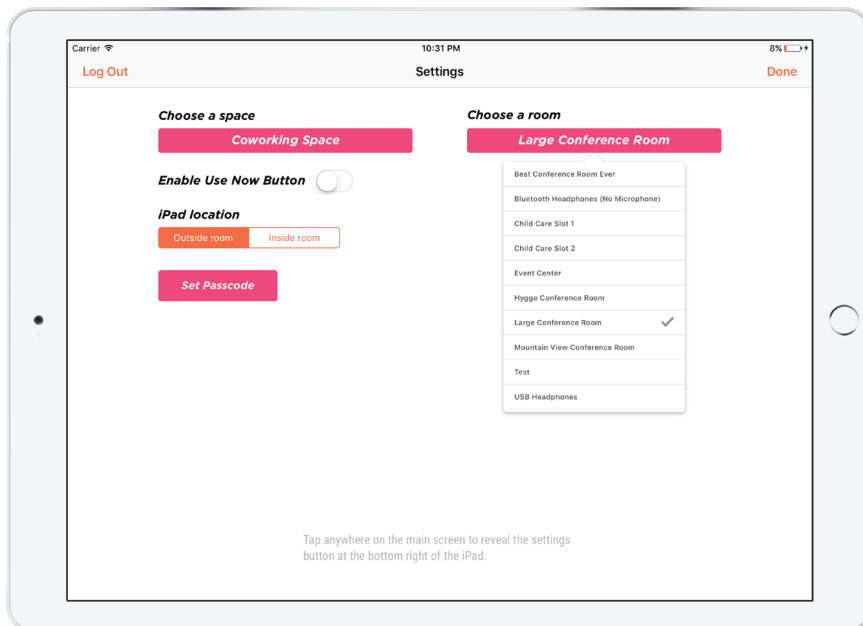 Carrier
10:31 PM
8%
Log Out
Settings
Done
Choose a space
Coworking Space
Enable Use Now Button
iPad location
Outside room
Inside room
Set Passcode
Choose a room
Large Conference Room
Best Conference Room Ever
Bluetooth Headphones (No Microphone)
Child Care Slot 1
Child Care Slot 2
Event Center
Hygge Conference Room
Large Conference Room
Mountain View Conference Room
Test
USB Headphones
Tap anywhere on the main screen to reveal the settings
button at the bottom right of the iPad.